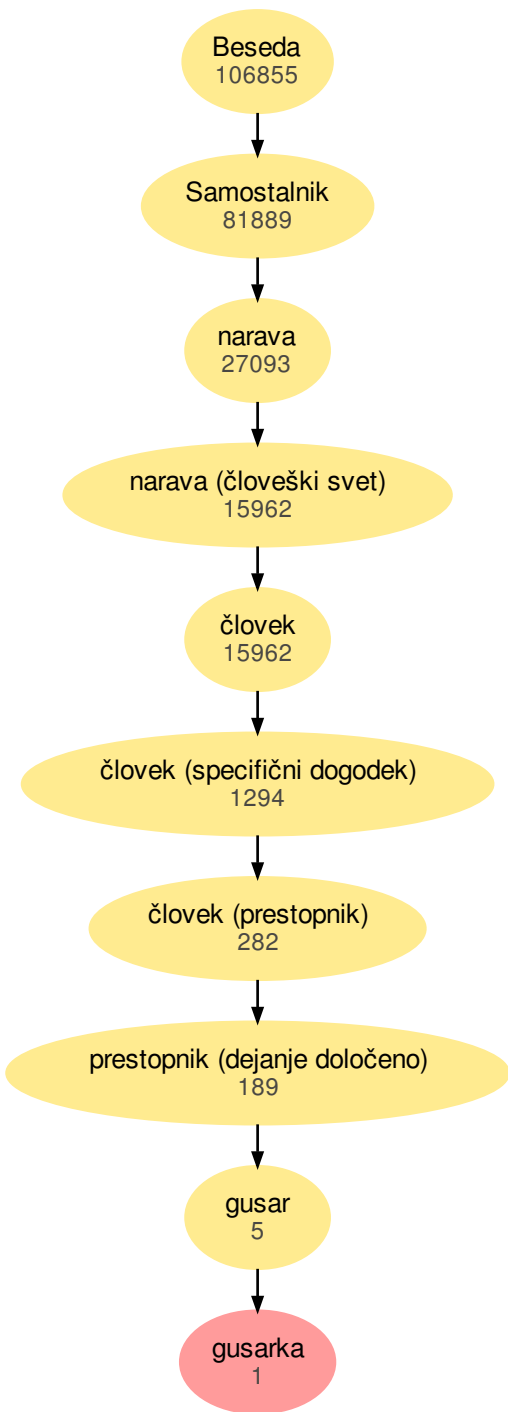 Beseda
106855
Samostalnik
81889
narava
27093
narava (človeški svet)
15962
človek
15962
človek (specifični dogodek)
1294
človek (prestopnik)
282
prestopnik (dejanje določeno)
189
gusar
5
gusarka
1